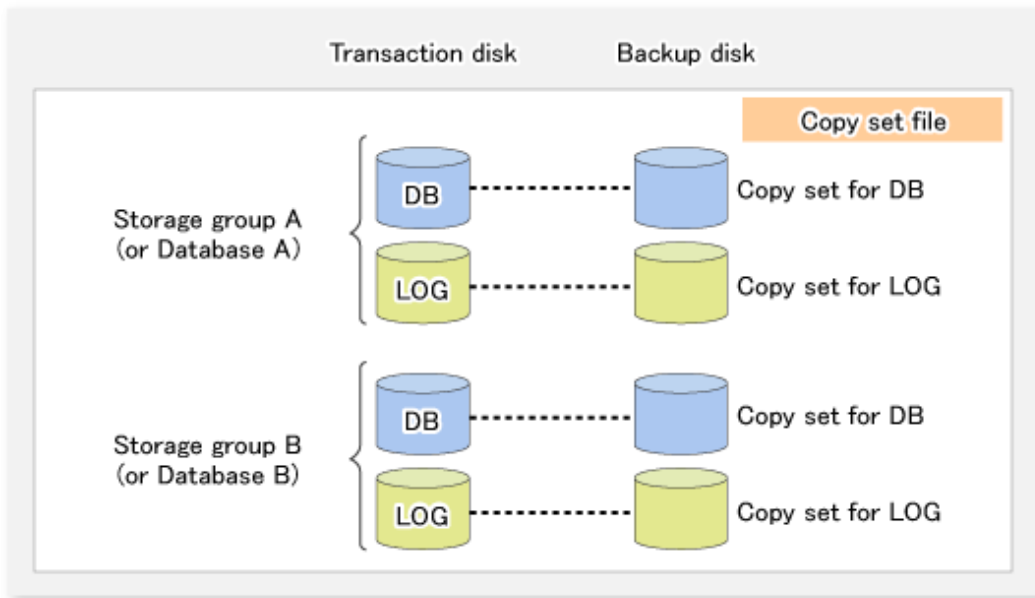 Transaction disk
Backup disk
Copy set file
Storage group A
(or Database A)
DB
Copy set for DB
LOG
Copy set for LOG
Storage group B
(or Database B)
DB
Copy set for DB
LOG
Copy set for LOG